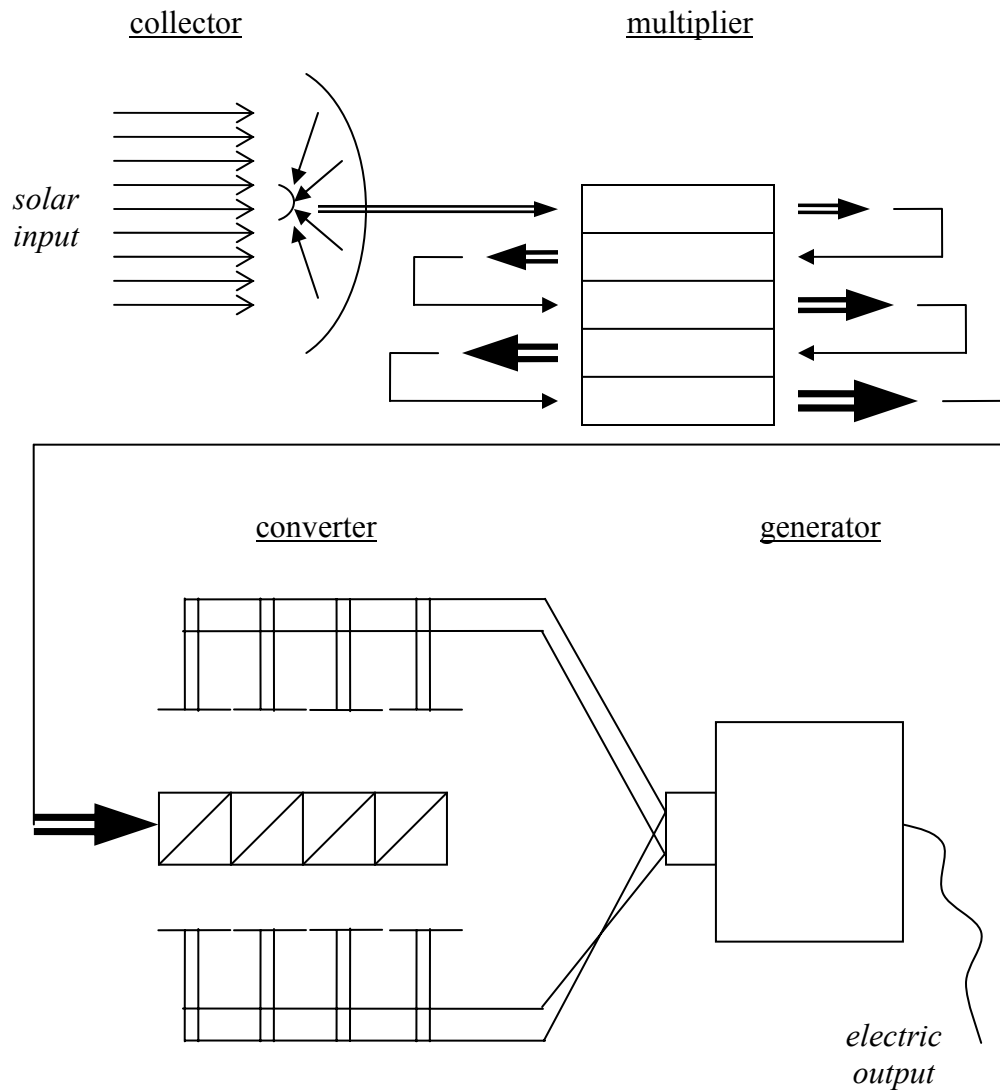 collector
multiplier
solar
input
converter
generator
electric
output